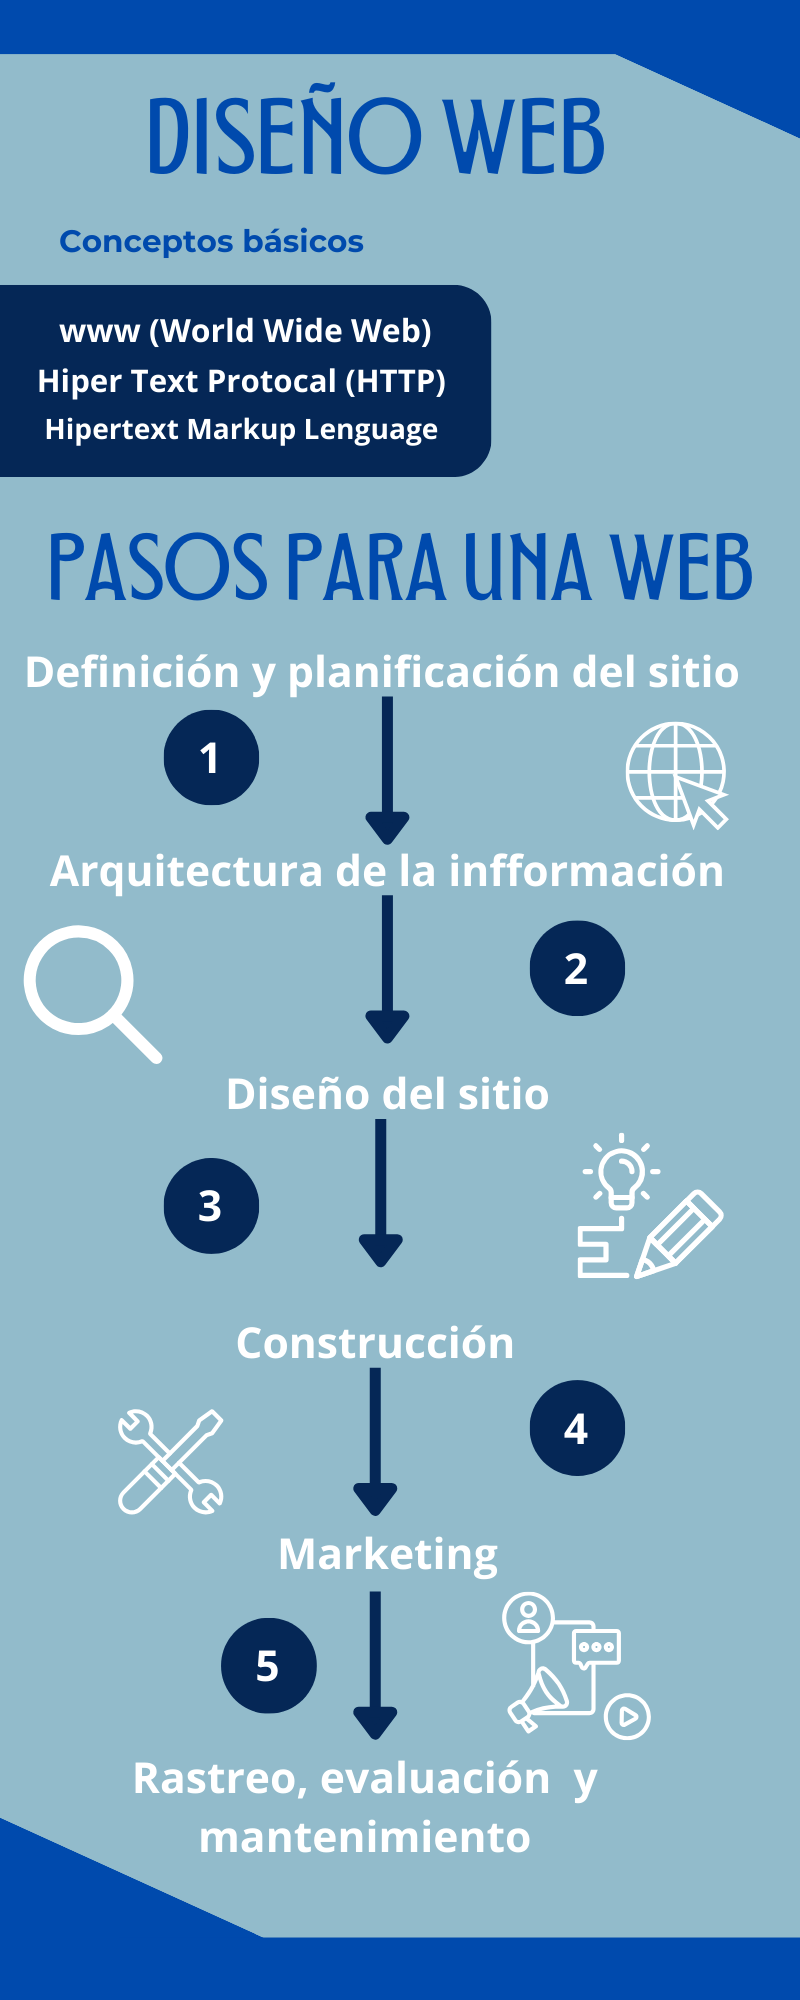 DISEÑO WEB
Conceptos básicos
www (World Wide Web)
Hiper Text Protocal (HTTP)
Hipertext Markup Lenguage
PASOS PARA UNA WEB
Definición y planificación del sitio
1
Arquitectura de la infformación
2
Diseño del sitio
3
Construcción
4
Marketing
5
Rastreo, evaluación y
mantenimiento